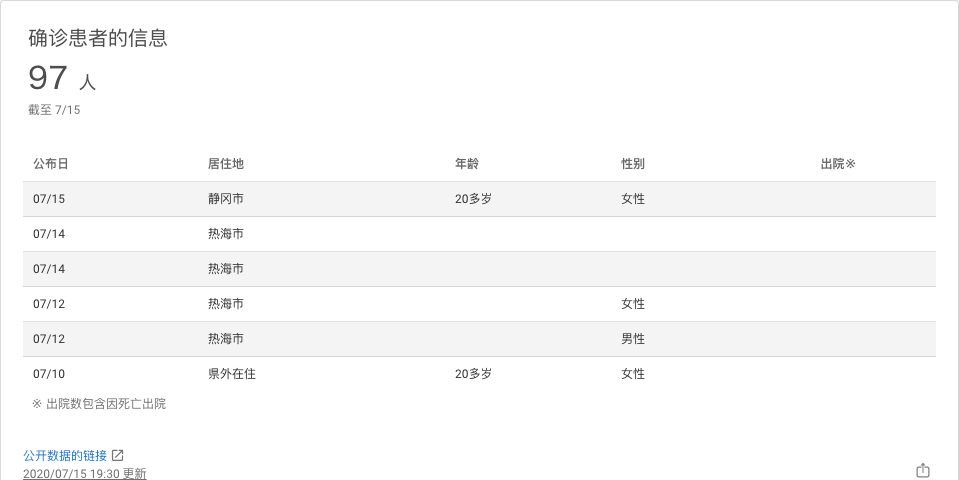 确诊患者的信息
97 人
截至 7/15
公布日 居住地 年龄 性别 出院※
07/15 静冈市 20多岁 女性
07/14 热海市
07/14 热海市
07/12 热海市 女性
07/12 热海市 男性
07/10 県外在住 20多岁 女性
※ 出院数包含因死亡出院
公开数据的链接
2020/07/15 19:30 更新